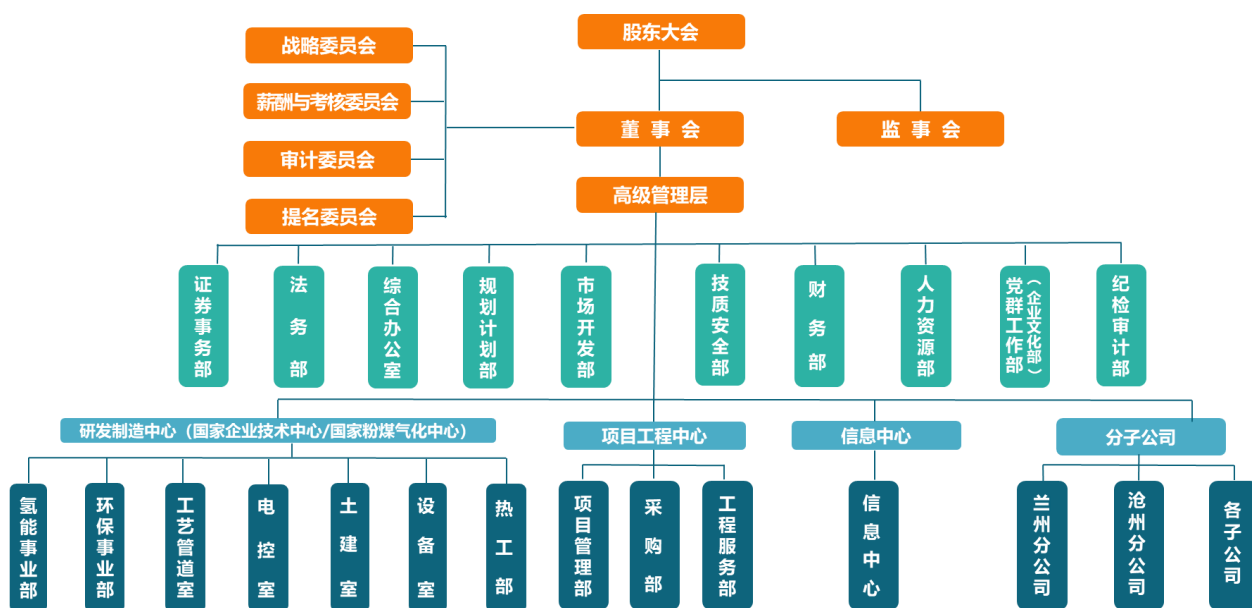 股东大会
战略委员会
薪酬与考核委员会
董事会
监事会
审计委员会
高级管理层
提名委员会
证券事务部
法务部
综合办公室
规划计划部
市场开发部
技质安全部
财务部
人力资源部
党群工作部
（企业文化部）
纪检审计部
研发制造中心（国家企业技术中心/国家粉煤气化中心）
项目工程中心
信息中心
分子公司
氢能事业部
环保事业部
工艺管道室
电控室
土建室
设备室
热工部
项目管理部
采购部
工程服务部
信息中心
兰州分公司
沧州分公司
各子公司